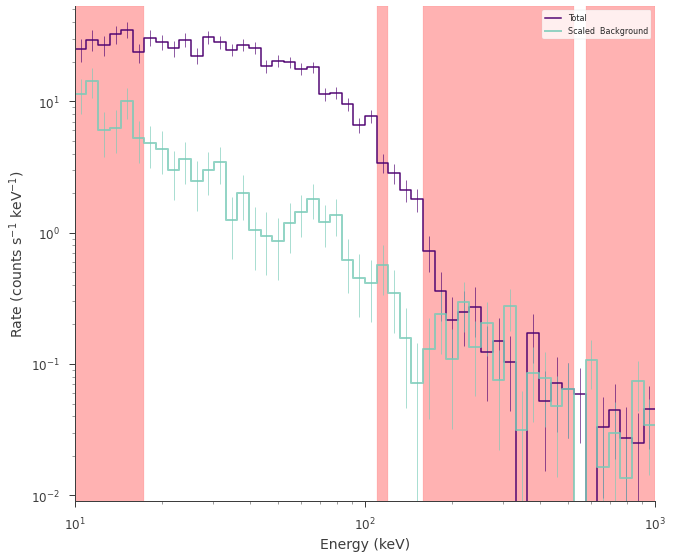 Total
Scaled Background
10¹
10⁰
10⁻¹
10⁻²
Rate (counts s⁻¹ keV⁻¹)
10¹ 10² 10³
Energy (keV)